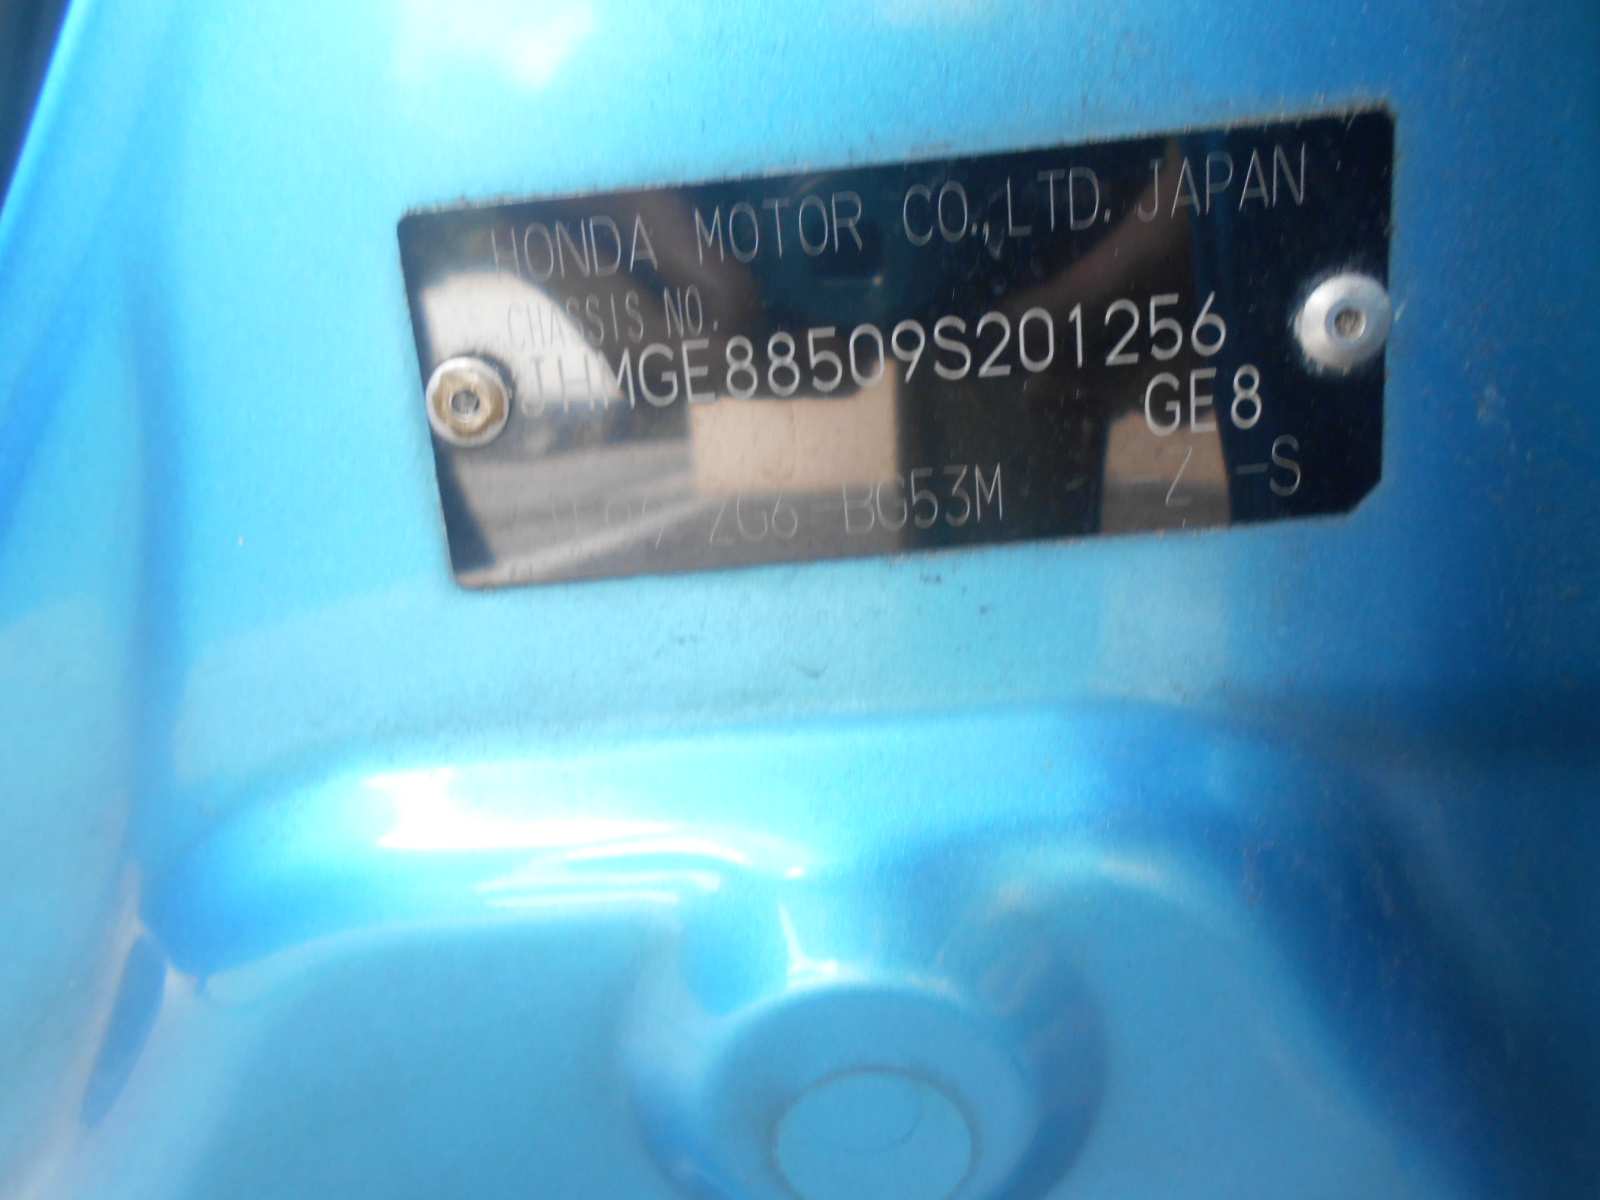 HONDA MOTOR CO.,LTD. JAPAN
CHASSIS NO.
JHMGE88509S201256
GE8
ZG6 BG53M Z -S